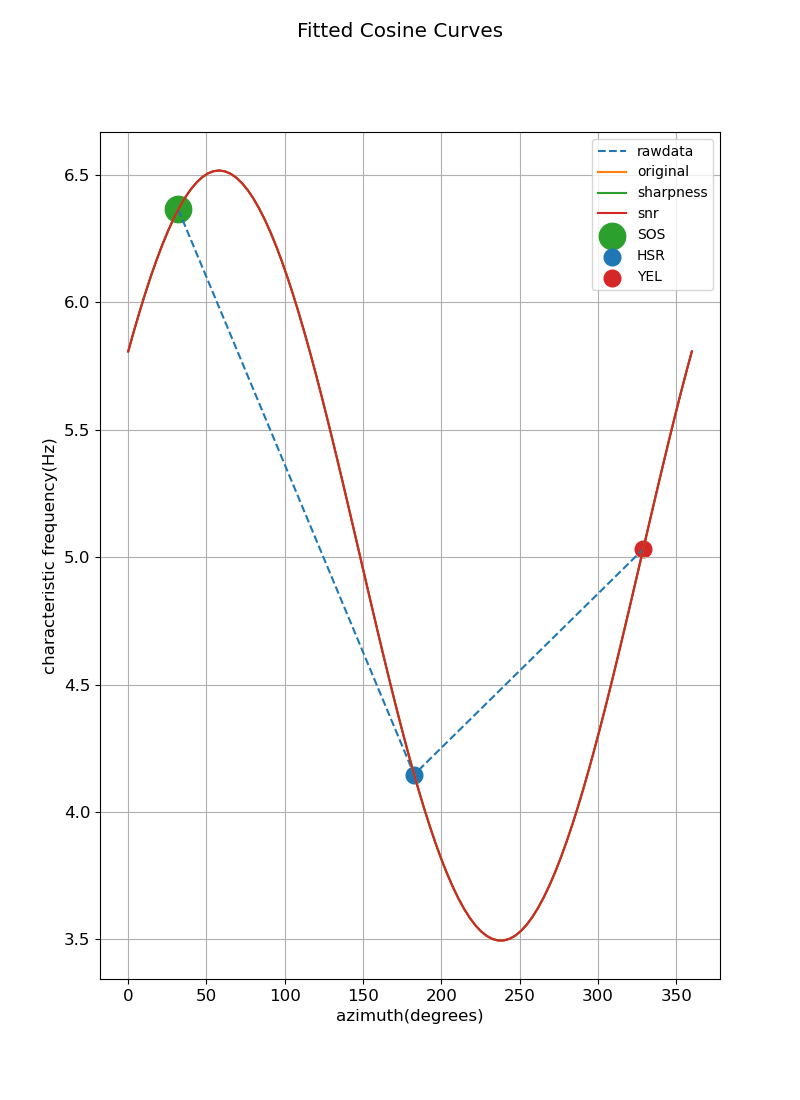 Fitted Cosine Curves
rawdata
original
sharpness
snr
SOS
HSR
YEL
characteristic frequency(Hz)
6.5
6.0
5.5
5.0
4.5
4.0
3.5
0 50 100 150 200 250 300 350
azimuth(degrees)